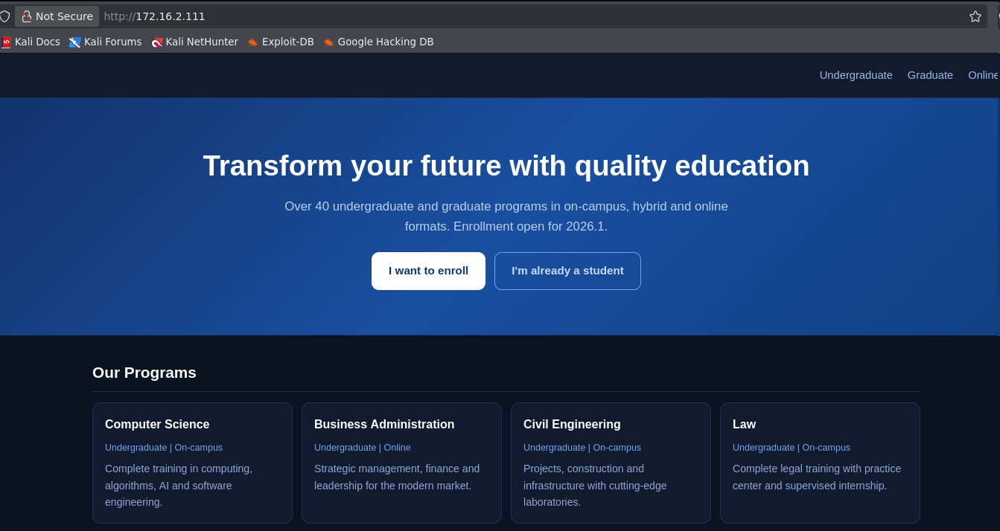 Not Secure http://172.16.2.111
Kali Docs Kali Forums Kali NetHunter Exploit-DB Google Hacking DB
Undergraduate Graduate Online
Transform your future with quality education
Over 40 undergraduate and graduate programs in on-campus, hybrid and online
formats. Enrollment open for 2026.1.
I want to enroll I'm already a student
Our Programs
Computer Science
Undergraduate | On-campus
Complete training in computing,
algorithms, AI and software
engineering.
Business Administration
Undergraduate | Online
Strategic management, finance and
leadership for the modern market.
Civil Engineering
Undergraduate | On-campus
Projects, construction and
infrastructure with cutting-edge
laboratories.
Law
Undergraduate | On-campus
Complete legal training with practice
center and supervised internship.